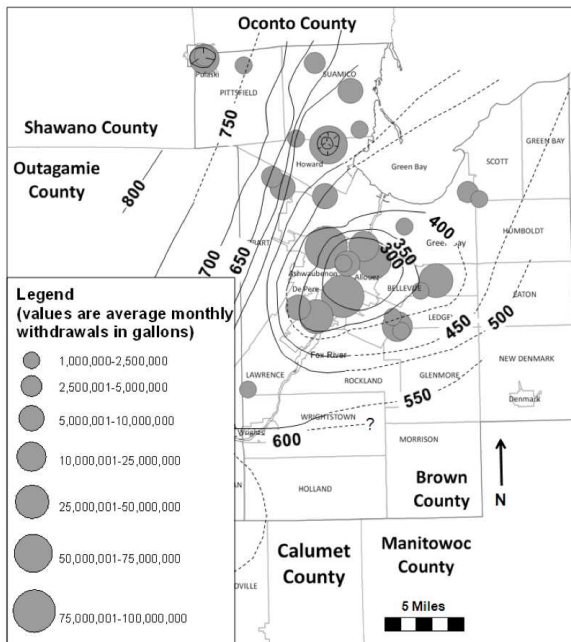 Oconto County
Pulaski
SUAMICO
PITTSFIELD
750
Shawano County
GREEN BAY
Howard
SCOTT
Green Bay
Outagamie
County
800
400
HUMBOLDT
700
650
350
300
Ashwaubenon
Allouez
De Pere
BELLEVUE
EATON
450
500
Legend
(values are average monthly
withdrawals in gallons)
1,000,000-2,500,000
2,500,001-5,000,000
5,000,001-10,000,000
10,000,001-25,000,000
25,000,001-50,000,000
50,000,001-75,000,000
75,000,001-100,000,000
Fox River
NEW DENMARK
LAWRENCE
ROCKLAND
GLENMORE
550
Denmark
WRIGHTSTOWN
?
600
MORRISON
Brown
County
N
HOLLAND
Calumet
County
Manitowoc
County
5 Miles